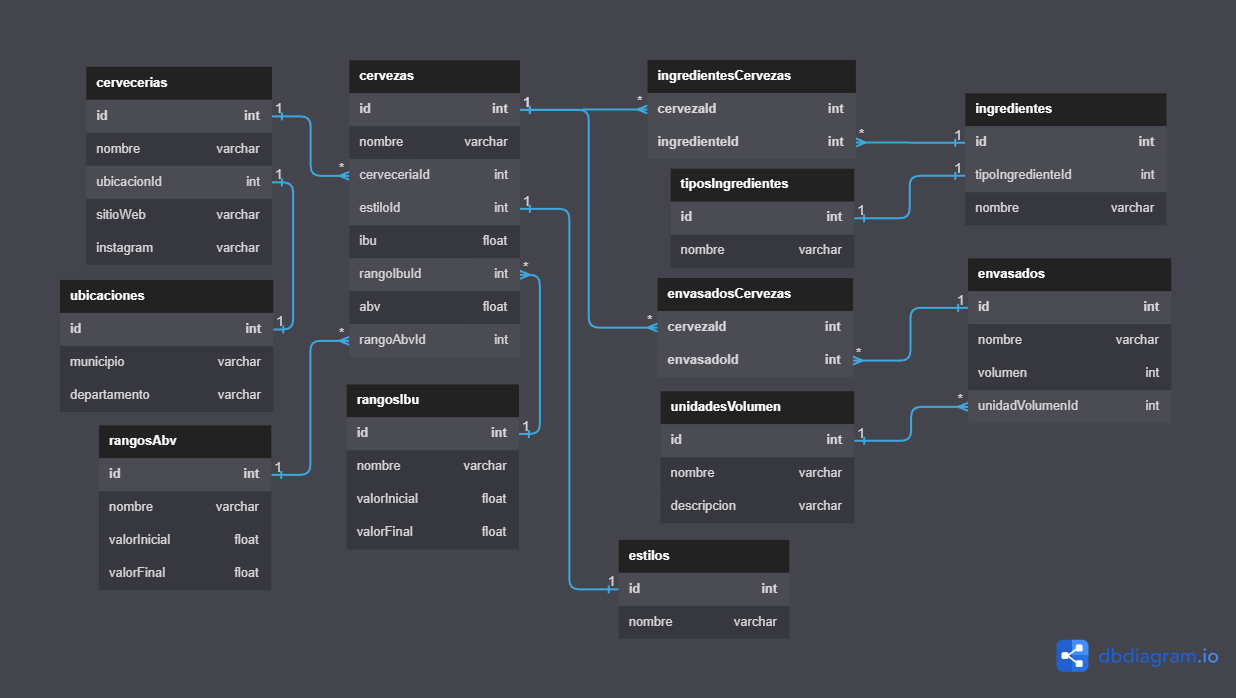 cervecerias
id int
nombre varchar
ubicacionId int
sitioWeb varchar
instagram varchar
1
*
1
ubicaciones
id int
municipio varchar
departamento varchar
1
rangosAbv
id int
nombre varchar
valorInicial float
valorFinal float
1
*
cervezas
id int
nombre varchar
cerveceriaId int
estiloId int
ibu float
rangoIbuId int
abv float
rangoAbvId int
1
1
*
rangosIbu
id int
nombre varchar
valorInicial float
valorFinal float
1
ingredientesCervezas
cervezaId int
ingredienteId int
*
*
tiposIngredientes
id int
nombre varchar
1
envasadosCervezas
cervezaId int
envasadoId int
*
*
unidadesVolumen
id int
nombre varchar
descripcion varchar
1
estilos
id int
nombre varchar
1
ingredientes
id int
tipoIngredienteId int
nombre varchar
1
1
envasados
id int
nombre varchar
volumen int
unidadVolumenId int
1
*
dbdiagram.io